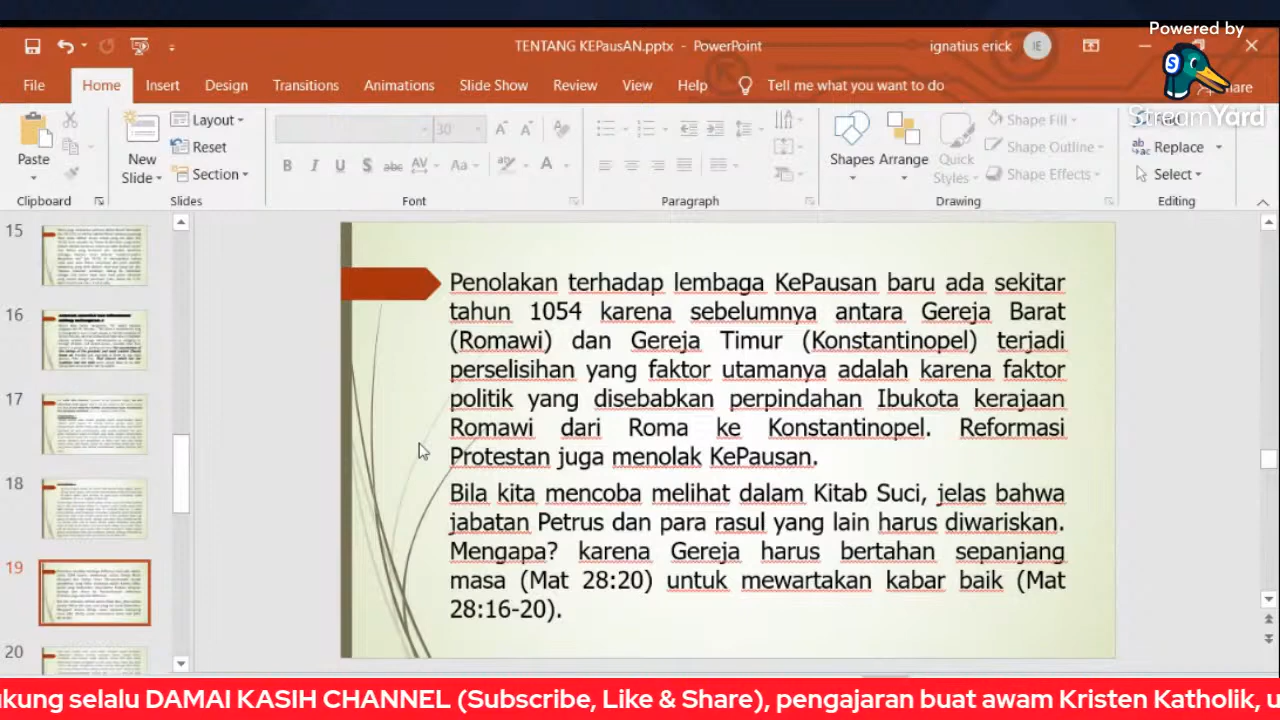 Powered by
StreamYard
TENTANG KEPausAN.pptx - PowerPoint
ignatius erick
IE
File
Home
Insert
Design
Transitions
Animations
Slide Show
Review
View
Help
Tell me what you want to do
Paste
Clipboard
New
Slide
Layout
Reset
Section
Slides
30
B I U S abc AV Aa A
Font
Paragraph
Shapes
Arrange
Quick
Styles
Shape Fill
Shape Outline
Shape Effects
Drawing
Replace
Select
Editing
15
16
17
18
19
20
Penolakan terhadap lembaga KePausan baru ada sekitar
tahun 1054 karena sebelumnya antara Gereja Barat
(Romawi) dan Gereja Timur (Konstantinopel) terjadi
perselisihan yang faktor utamanya adalah karena faktor
politik yang disebabkan perpindahan Ibukota kerajaan
Romawi dari Roma ke Konstantinopel. Reformasi
Protestan juga menolak KePausan.
Bila kita mencoba melihat dalam Kitab Suci, jelas bahwa
jabatan Petrus dan para rasul yang lain harus diwariskan.
Mengapa? karena Gereja harus bertahan sepanjang
masa (Mat 28:20) untuk mewartakan kabar baik (Mat
28:16-20).
ukung selalu DAMAI KASIH CHANNEL (Subscribe, Like & Share), pengajaran buat awam Kristen Katholik, u